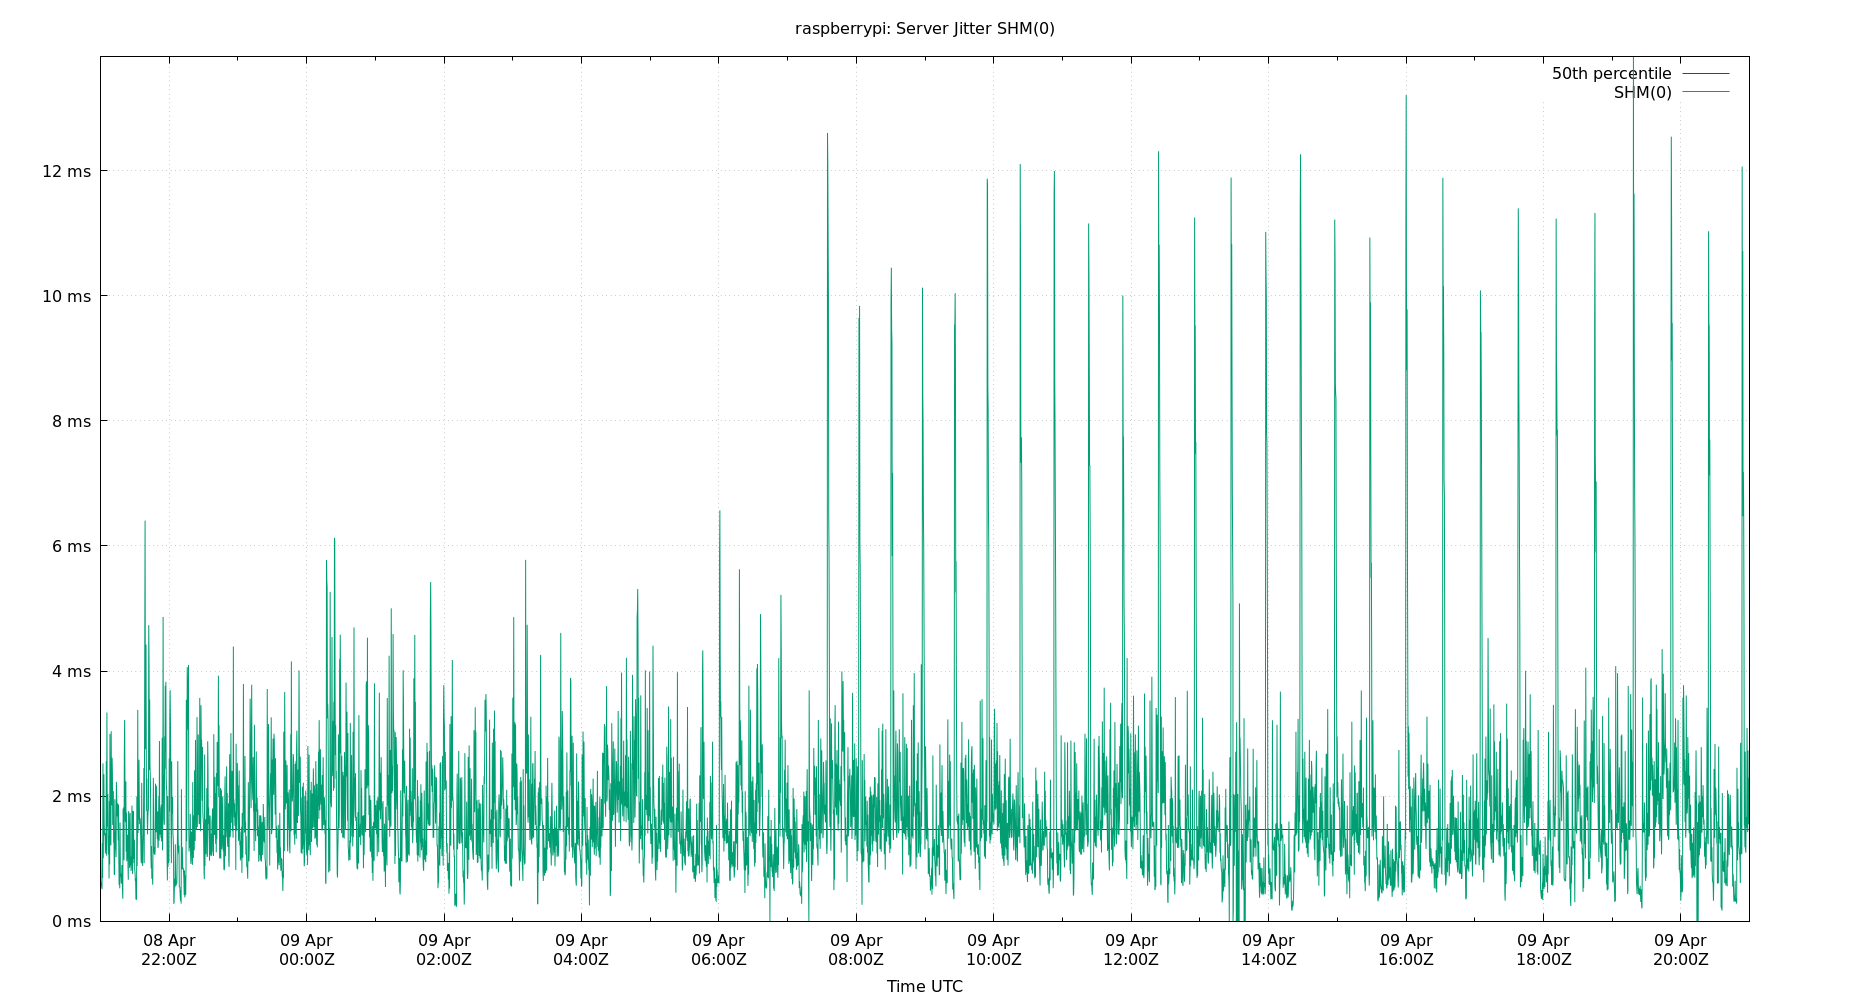 raspberrypi: Server Jitter SHM(0)
50th percentile
SHM(0)
12 ms
10 ms
8 ms
6 ms
4 ms
2 ms
0 ms
08 Apr 09 Apr 09 Apr 09 Apr 09 Apr 09 Apr 09 Apr 09 Apr 09 Apr 09 Apr 09 Apr 09 Apr
22:00Z 00:00Z 02:00Z 04:00Z 06:00Z 08:00Z 10:00Z 12:00Z 14:00Z 16:00Z 18:00Z 20:00Z
Time UTC